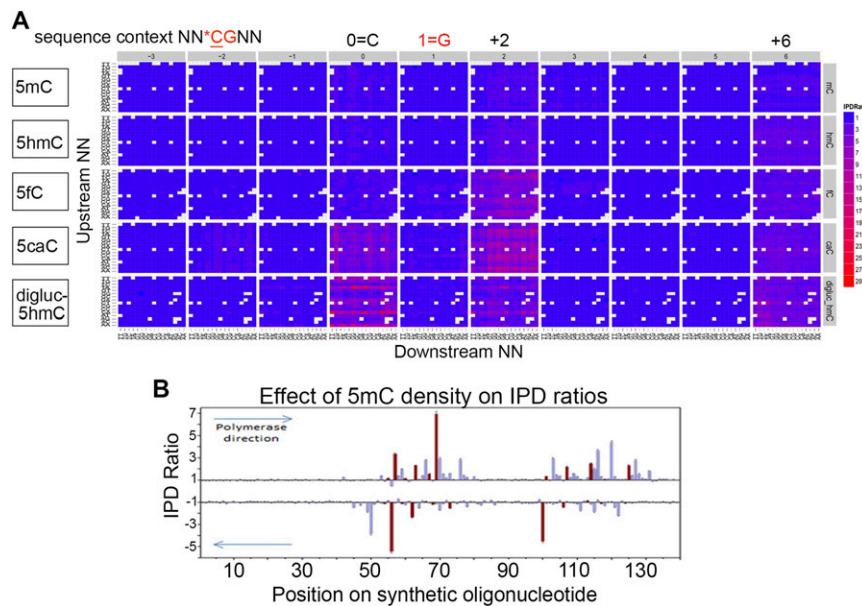 A
sequence context NN*CGNN 0=C 1=G +2 +6
-3 -2 -1 0 1 2 3 4 5 6
5mC
mC
5hmC
hmC
5fC
fC
5caC
caC
digluc-
5hmC
digluc_hmC
Upstream NN
Downstream NN
IPDRa
1
3
5
7
9
11
13
15
17
19
21
23
25
27
29
B
Effect of 5mC density on IPD ratios
Polymerase
direction
IPD Ratio
7
5
3
1
-1
-3
-5
10 30 50 70 90 110 130
Position on synthetic oligonucleotide